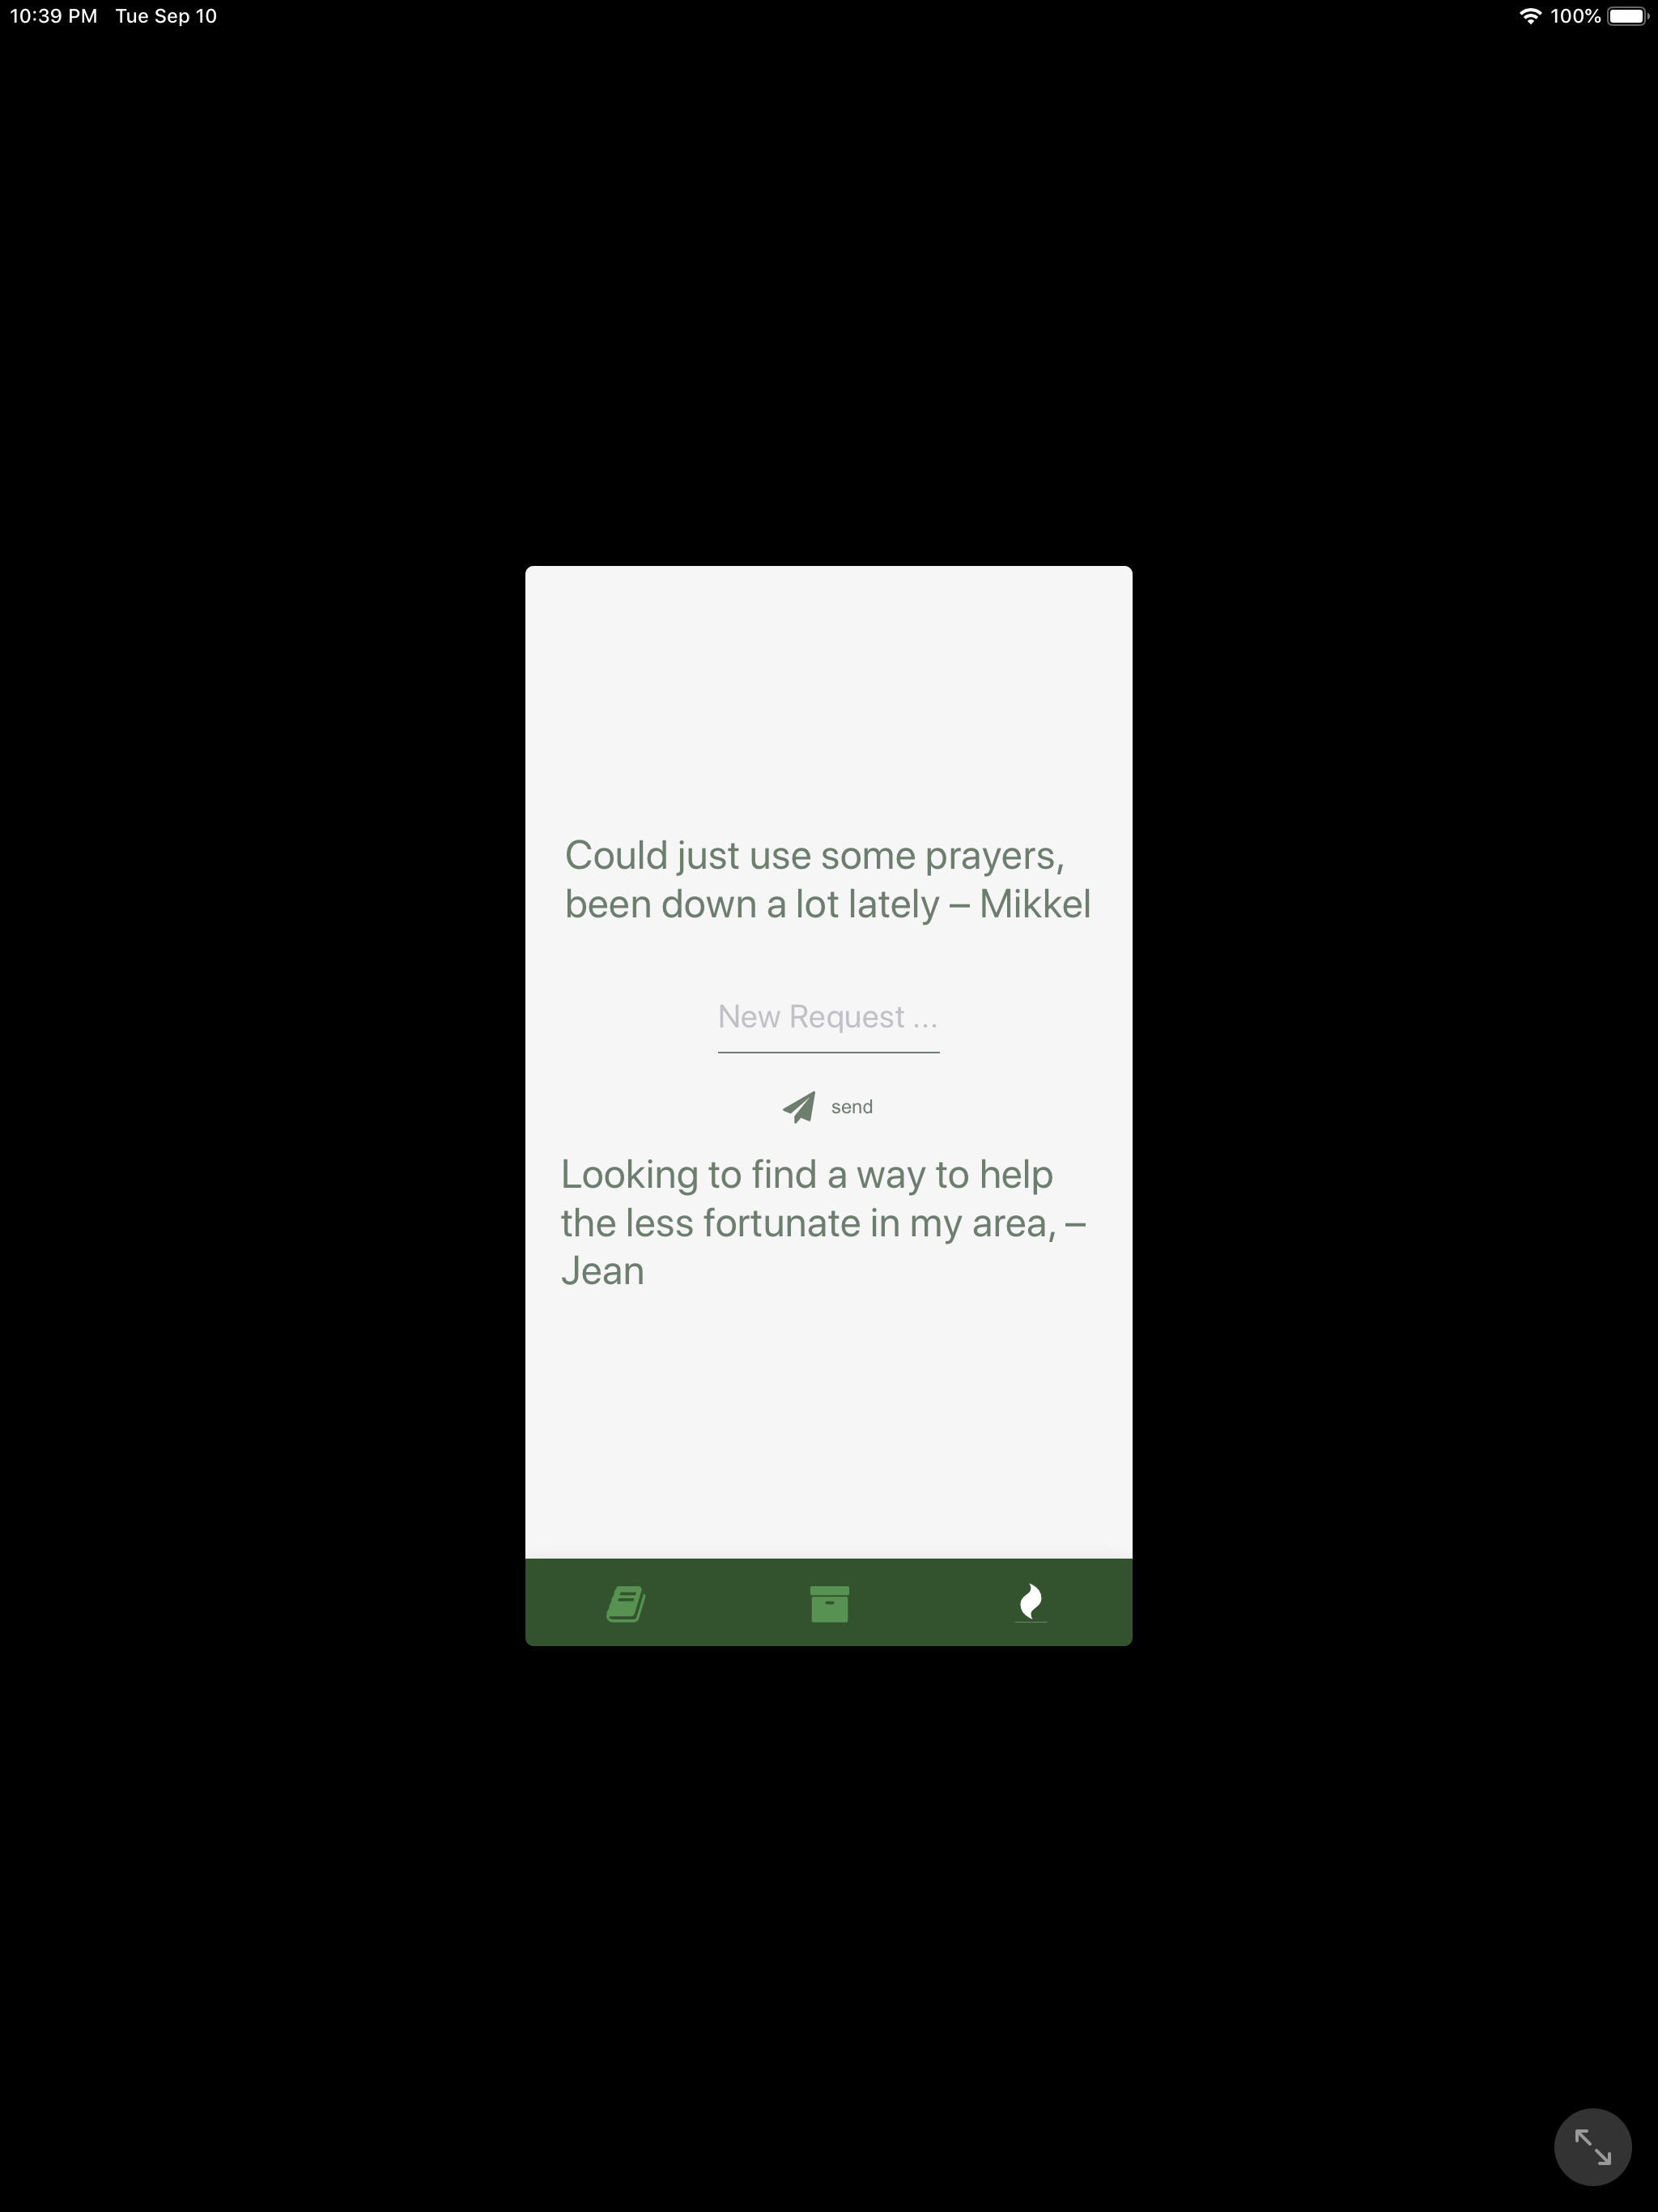 10:39 PM Tue Sep 10 100%
Could just use some prayers,
been down a lot lately – Mikkel
New Request ...
send
Looking to find a way to help
the less fortunate in my area, –
Jean